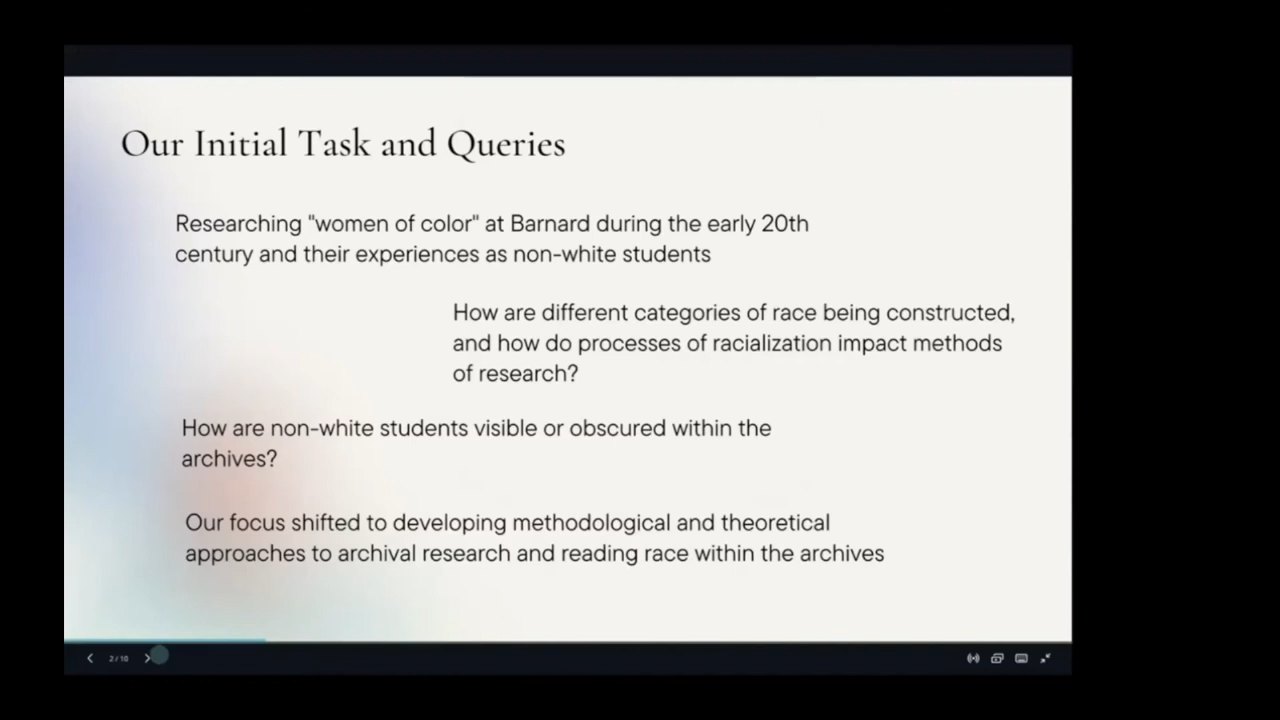 Our Initial Task and Queries
Researching "women of color" at Barnard during the early 20th
century and their experiences as non-white students
How are different categories of race being constructed,
and how do processes of racialization impact methods
of research?
How are non-white students visible or obscured within the
archives?
Our focus shifted to developing methodological and theoretical
approaches to archival research and reading race within the archives
2 / 10